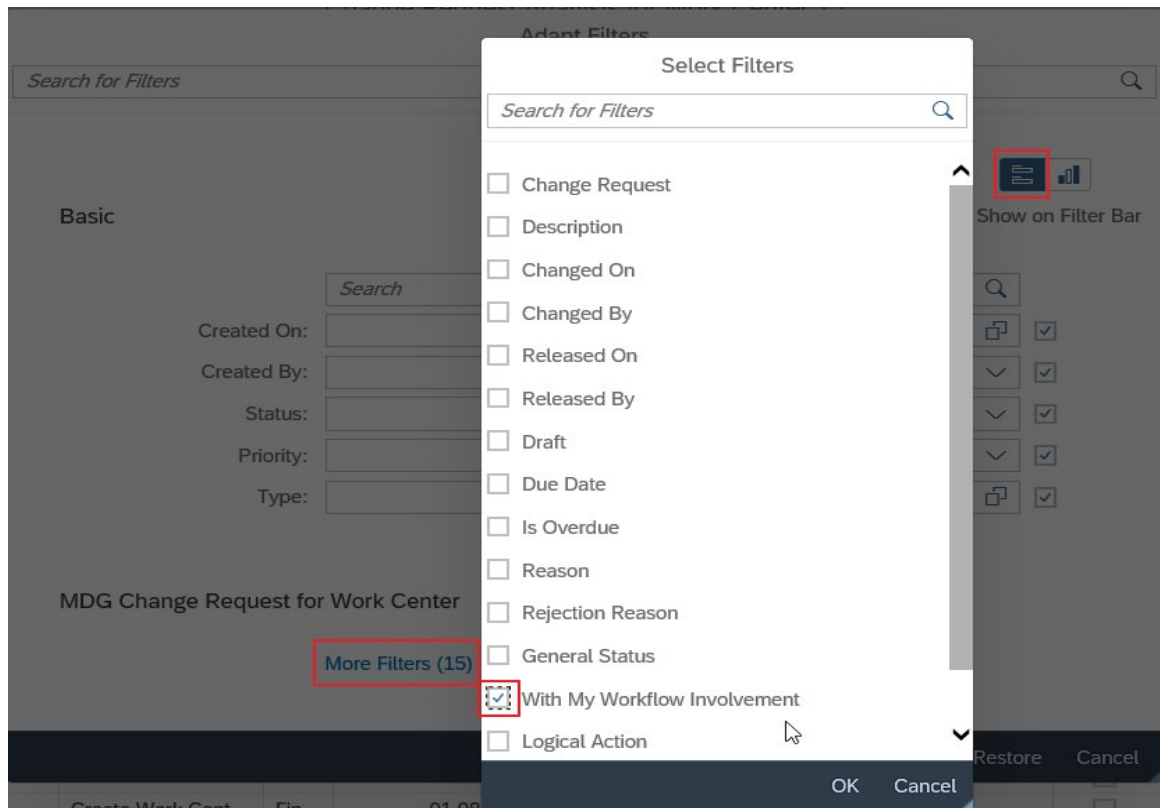 Adapt Filters
Search for Filters
Basic
Show on Filter Bar
Search
Created On:
Created By:
Status:
Priority:
Type:
MDG Change Request for Work Center
More Filters (15)
Restore Cancel
Select Filters
Search for Filters
Change Request
Description
Changed On
Changed By
Released On
Released By
Draft
Due Date
Is Overdue
Reason
Rejection Reason
General Status
With My Workflow Involvement
Logical Action
OK Cancel